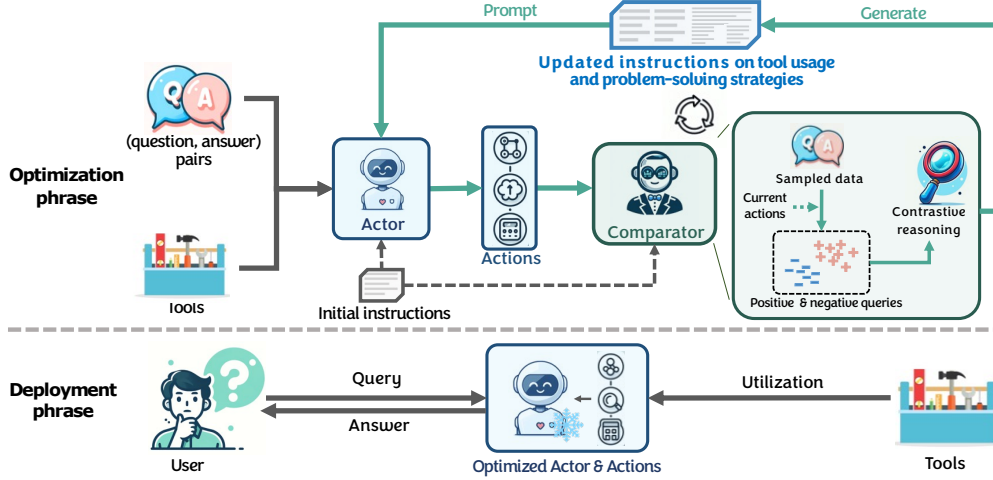 Prompt
Generate
Updated instructions on tool usage
and problem-solving strategies
Q A
(question, answer)
pairs
Optimization
phrase
Tools
Actor
Actions
Comparator
Initial instructions
Q A
Sampled data
Current
actions
Contrastive
reasoning
Positive & negative queries
Deployment
phrase
User
Query
Answer
Optimized Actor & Actions
Utilization
Tools